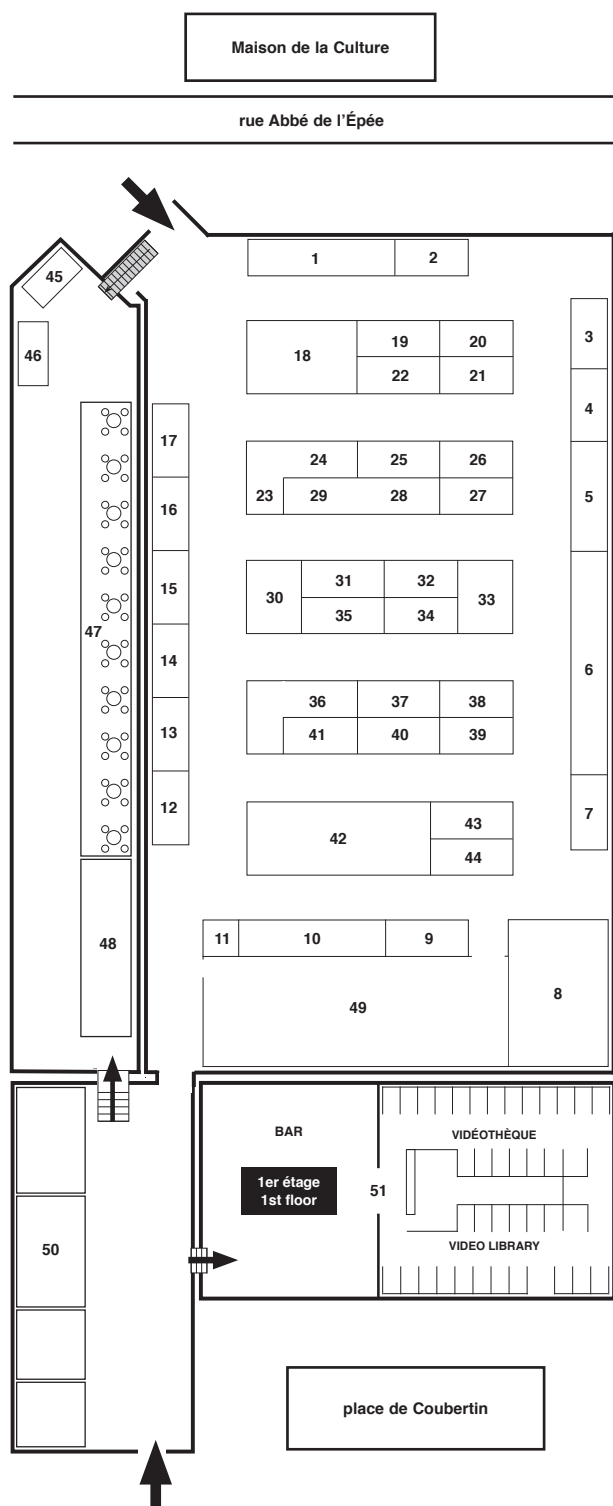 Maison de la Culture
rue Abbé de l'Épée
1 2
3
4
5
6
7
18 19 20
22 21
24 25 26
23 29 28 27
30 31 32 33
35 34
36 37 38
41 40 39
42 43
44
11 10 9
49 8
17
16
15
14
13
12
45
46
47
48
50
BAR
1er étage
1st floor
51
VIDÉOTHÈQUE
VIDEO LIBRARY
place de Coubertin